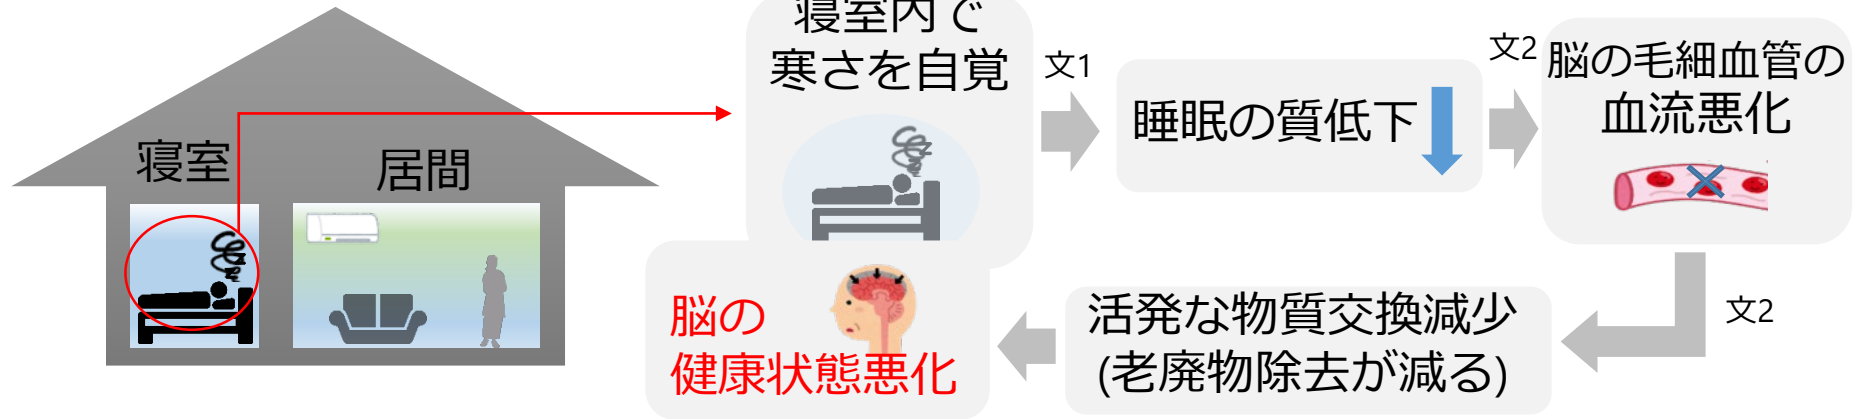 寝室
居間
寝室内で
寒さを自覚
文1
睡眠の質低下
文2
脳の毛細血管の
血流悪化
文2
活発な物質交換減少
(老廃物除去が減る)
脳の
健康状態悪化